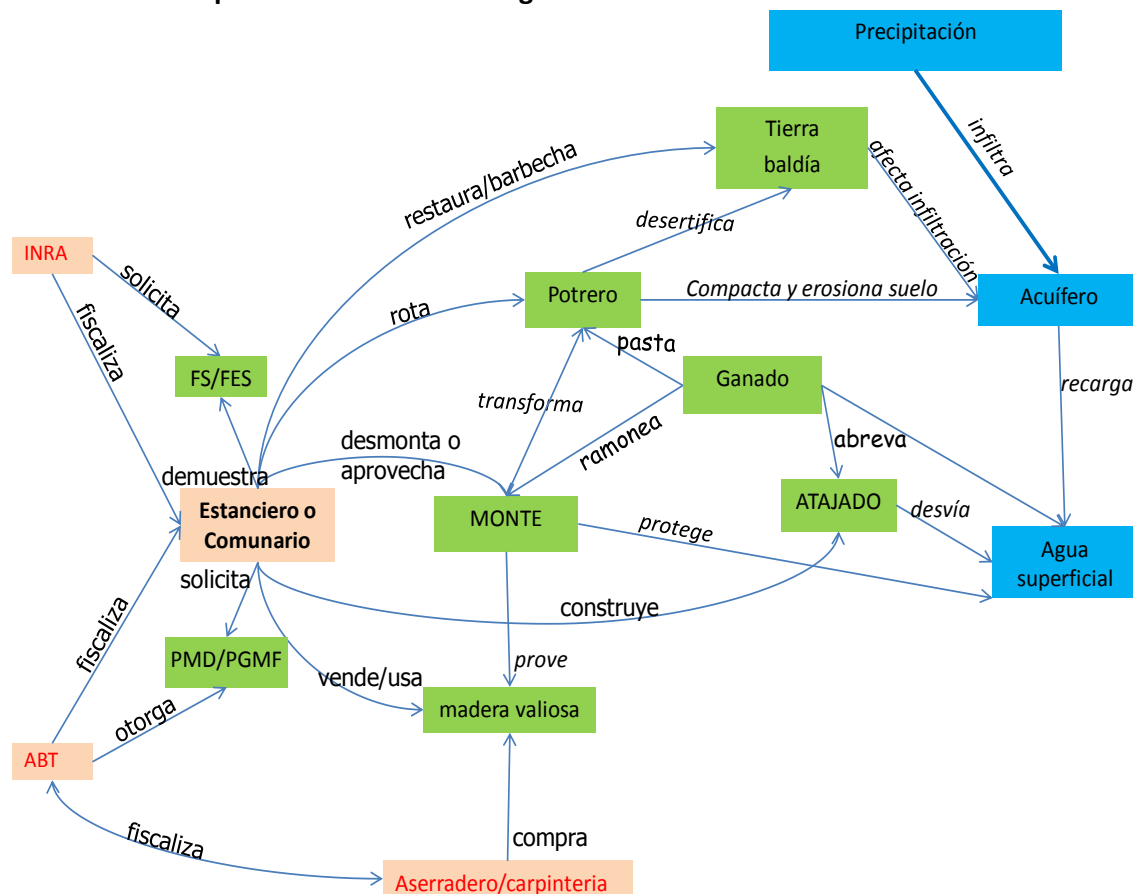 Precipitación
Tierra
baldía
infiltra
restaura/barbecha
afecta infiltración
desertifica
INRA
solicita
Potrero
Compacta y erosiona suelo
Acuífero
rota
fiscaliza
pasta
FS/FES
Ganado
recarga
transforma
ramonea
desmonta o
aprovecha
abreva
demuestra
Estanciero o
Comunario
MONTE
ATAJADO
protege
desvía
Agua
superficial
solicita
construye
fiscaliza
PMD/PGMF
prove
vende/usa
otorga
madera valiosa
ABT
fiscaliza
compra
Aserradero/carpinteria